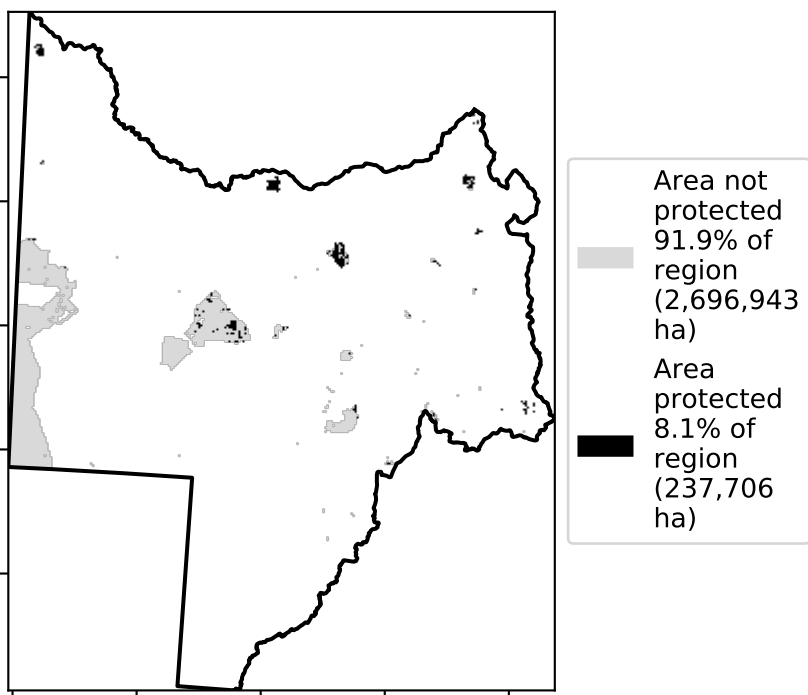 Area not
protected
91.9% of
region
(2,696,943
ha)
Area
protected
8.1% of
region
(237,706
ha)